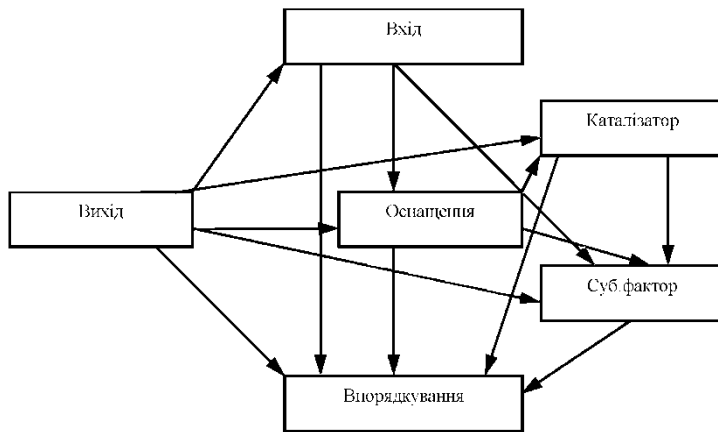 Вхід
Каталізатор
Вихід
Оснащення
Суб.фактор
Впорядкування